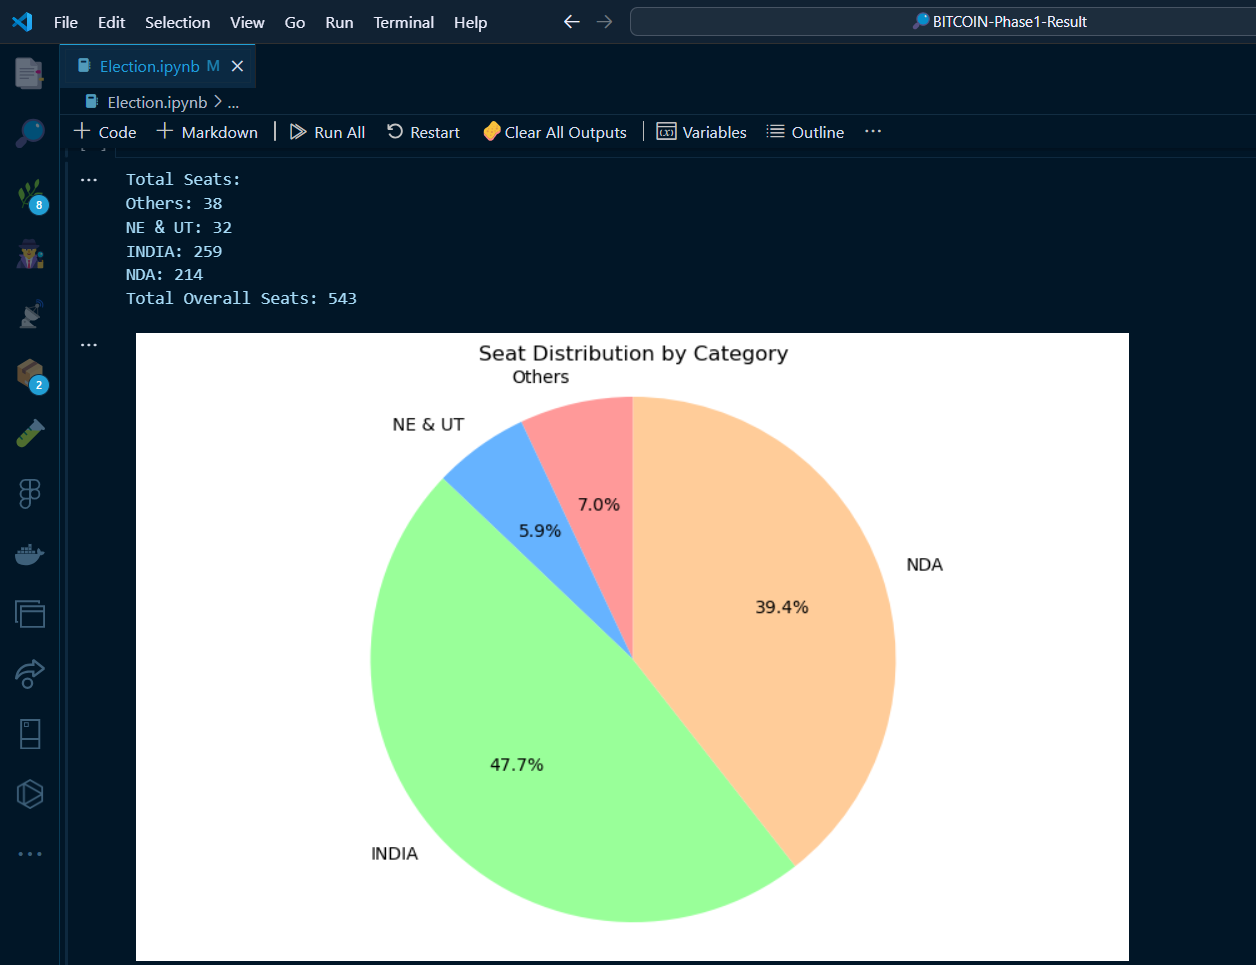 File Edit Selection View Go Run Terminal Help
BITCOIN-Phase1-Result
Election.ipynb M
Election.ipynb > ...
Code Markdown Run All Restart Clear All Outputs Variables Outline ...
Total Seats:
Others: 38
NE & UT: 32
INDIA: 259
NDA: 214
Total Overall Seats: 543
Seat Distribution by Category
Others
NE & UT
7.0%
5.9%
NDA
39.4%
47.7%
INDIA
8
2